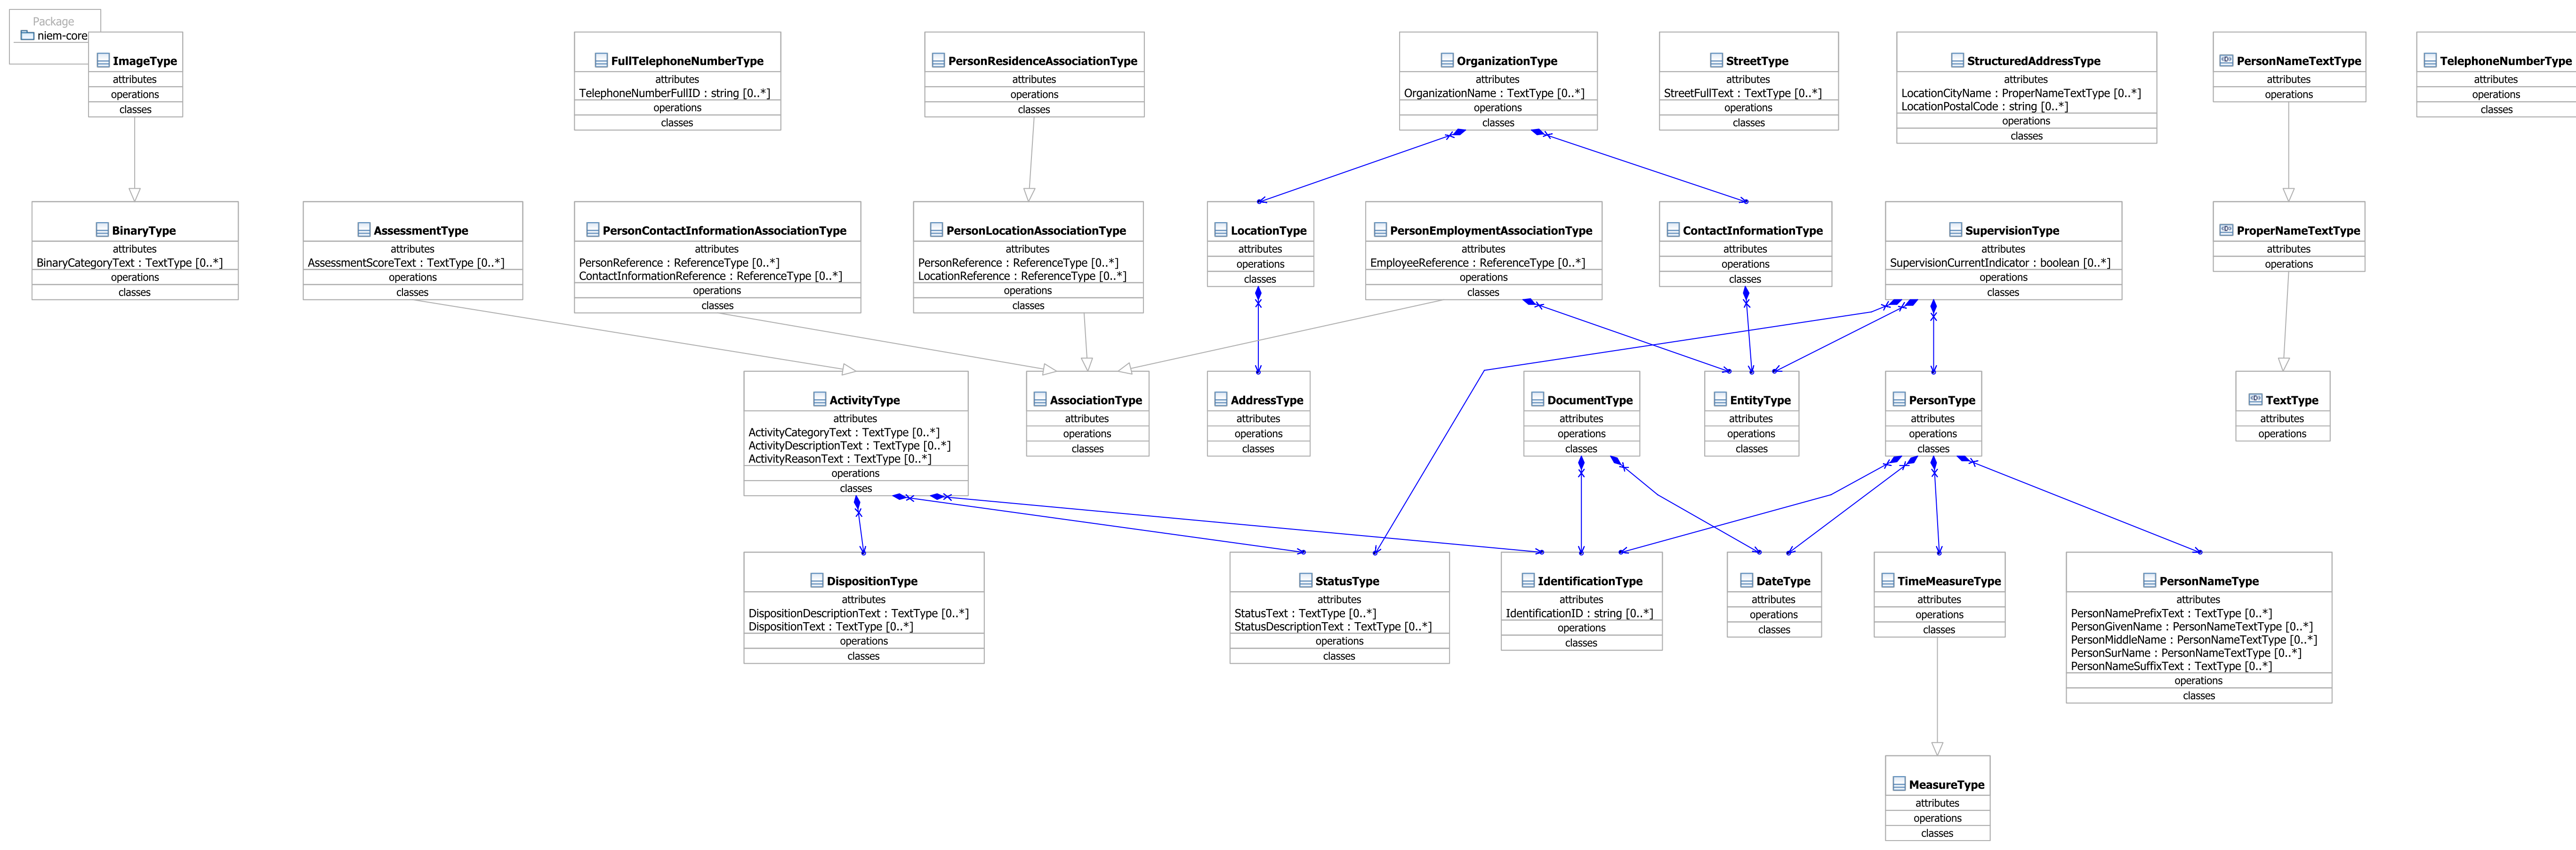 Package
niem-core
ImageType
attributes
operations
classes
FullTelephoneNumberType
attributes
TelephoneNumberFullID : string [0..*]
operations
classes
PersonResidenceAssociationType
attributes
operations
classes
OrganizationType
attributes
OrganizationName : TextType [0..*]
operations
classes
StreetType
attributes
StreetFullText : TextType [0..*]
operations
classes
StructuredAddressType
attributes
LocationCityName : ProperNameTextType [0..*]
LocationPostalCode : string [0..*]
operations
classes
PersonNameTextType
attributes
operations
TelephoneNumberType
attributes
operations
classes
BinaryType
attributes
BinaryCategoryText : TextType [0..*]
operations
classes
AssessmentType
attributes
AssessmentScoreText : TextType [0..*]
operations
classes
PersonContactInformationAssociationType
attributes
PersonReference : ReferenceType [0..*]
ContactInformationReference : ReferenceType [0..*]
operations
classes
PersonLocationAssociationType
attributes
PersonReference : ReferenceType [0..*]
LocationReference : ReferenceType [0..*]
operations
classes
LocationType
attributes
operations
classes
PersonEmploymentAssociationType
attributes
EmployeeReference : ReferenceType [0..*]
operations
classes
ContactInformationType
attributes
operations
classes
SupervisionType
attributes
SupervisionCurrentIndicator : boolean [0..*]
operations
classes
ProperNameTextType
attributes
operations
ActivityType
attributes
ActivityCategoryText : TextType [0..*]
ActivityDescriptionText : TextType [0..*]
ActivityReasonText : TextType [0..*]
operations
classes
AssociationType
attributes
operations
classes
AddressType
attributes
operations
classes
DocumentType
attributes
operations
classes
EntityType
attributes
operations
classes
PersonType
attributes
operations
classes
TextType
attributes
operations
DispositionType
attributes
DispositionDescriptionText : TextType [0..*]
DispositionText : TextType [0..*]
operations
classes
StatusType
attributes
StatusText : TextType [0..*]
StatusDescriptionText : TextType [0..*]
operations
classes
IdentificationType
attributes
IdentificationID : string [0..*]
operations
classes
DateType
attributes
operations
classes
TimeMeasureType
attributes
operations
classes
PersonNameType
attributes
PersonNamePrefixText : TextType [0..*]
PersonGivenName : PersonNameTextType [0..*]
PersonMiddleName : PersonNameTextType [0..*]
PersonSurName : PersonNameTextType [0..*]
PersonNameSuffixText : TextType [0..*]
operations
classes
MeasureType
attributes
operations
classes